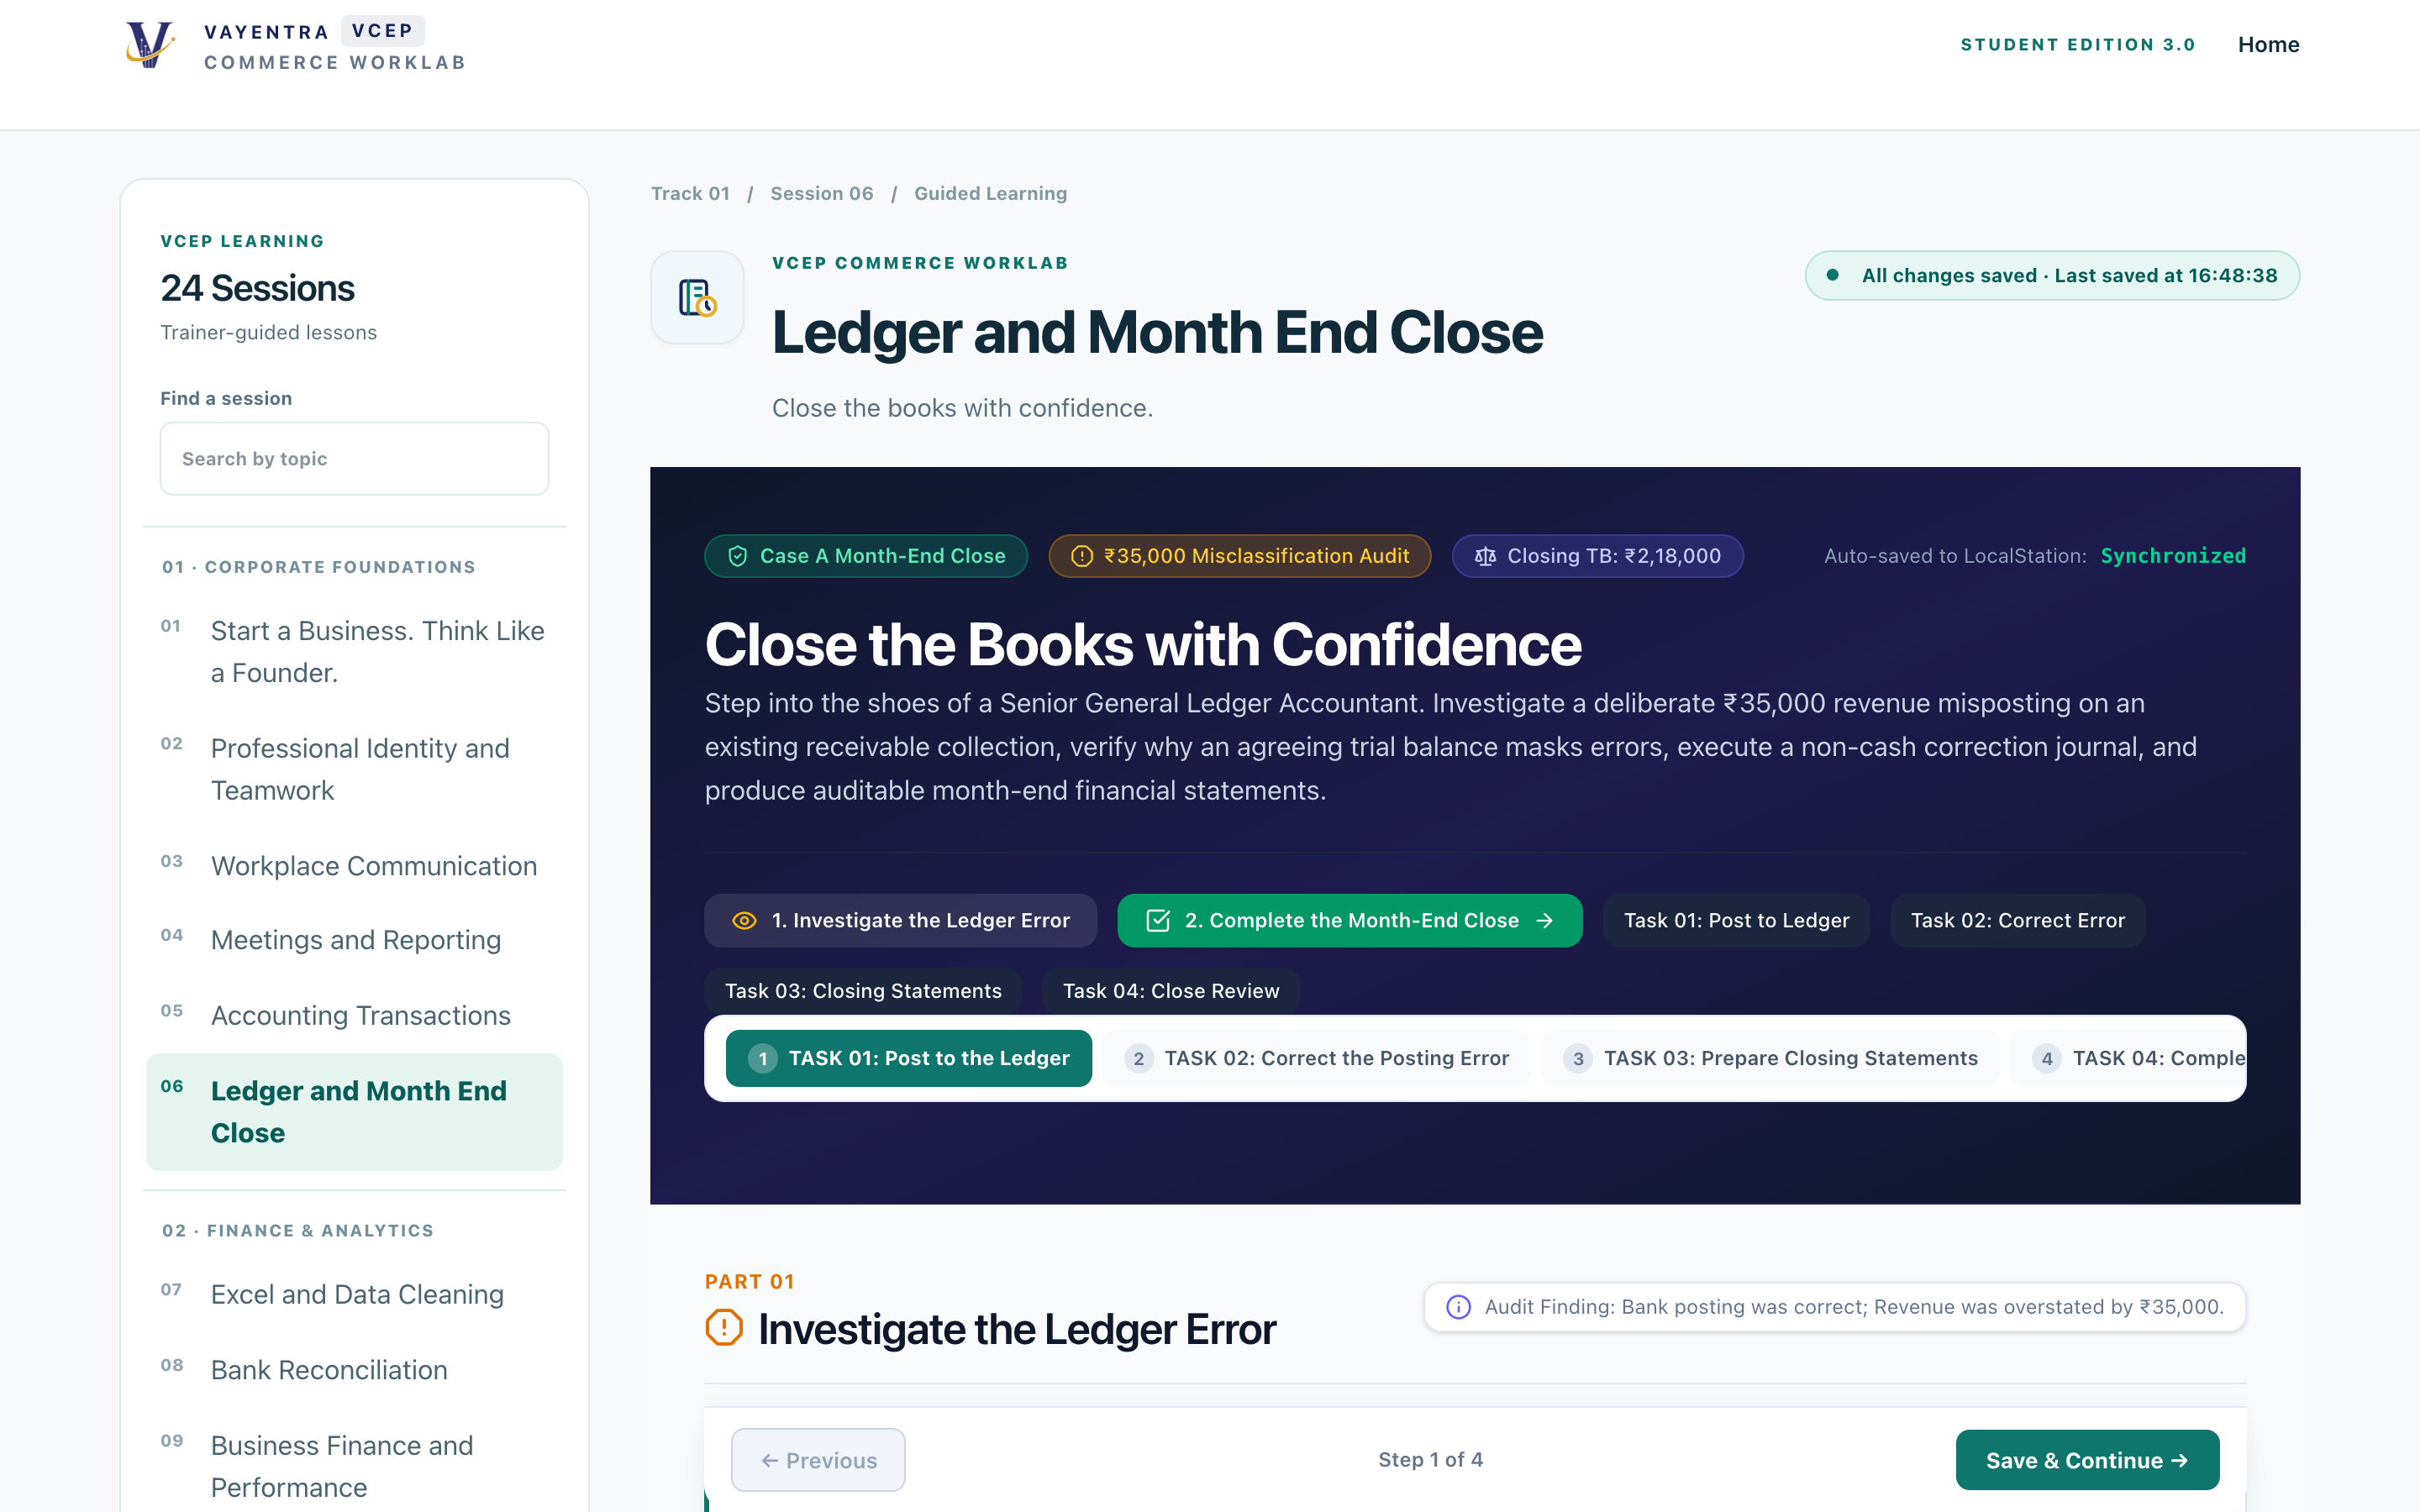 VAYENTRA VCEP
COMMERCE WORKLAB
STUDENT EDITION 3.0
Home
VCEP LEARNING
24 Sessions
Trainer-guided lessons
Find a session
Search by topic
01 · CORPORATE FOUNDATIONS
01 Start a Business. Think Like
a Founder.
02 Professional Identity and
Teamwork
03 Workplace Communication
04 Meetings and Reporting
05 Accounting Transactions
06 Ledger and Month End
Close
02 · FINANCE & ANALYTICS
07 Excel and Data Cleaning
08 Bank Reconciliation
09 Business Finance and
Performance
Track 01 / Session 06 / Guided Learning
VCEP COMMERCE WORKLAB
Ledger and Month End Close
Close the books with confidence.
All changes saved · Last saved at 16:48:38
Case A Month-End Close
₹35,000 Misclassification Audit
Closing TB: ₹2,18,000
Auto-saved to LocalStation: Synchronized
Close the Books with Confidence
Step into the shoes of a Senior General Ledger Accountant. Investigate a deliberate ₹35,000 revenue misposting on an
existing receivable collection, verify why an agreeing trial balance masks errors, execute a non-cash correction journal, and
produce auditable month-end financial statements.
1. Investigate the Ledger Error
2. Complete the Month-End Close →
Task 01: Post to Ledger
Task 02: Correct Error
Task 03: Closing Statements
Task 04: Close Review
1 TASK 01: Post to the Ledger
2 TASK 02: Correct the Posting Error
3 TASK 03: Prepare Closing Statements
4 TASK 04: Comple
PART 01
Investigate the Ledger Error
Audit Finding: Bank posting was correct; Revenue was overstated by ₹35,000.
← Previous
Step 1 of 4
Save & Continue →